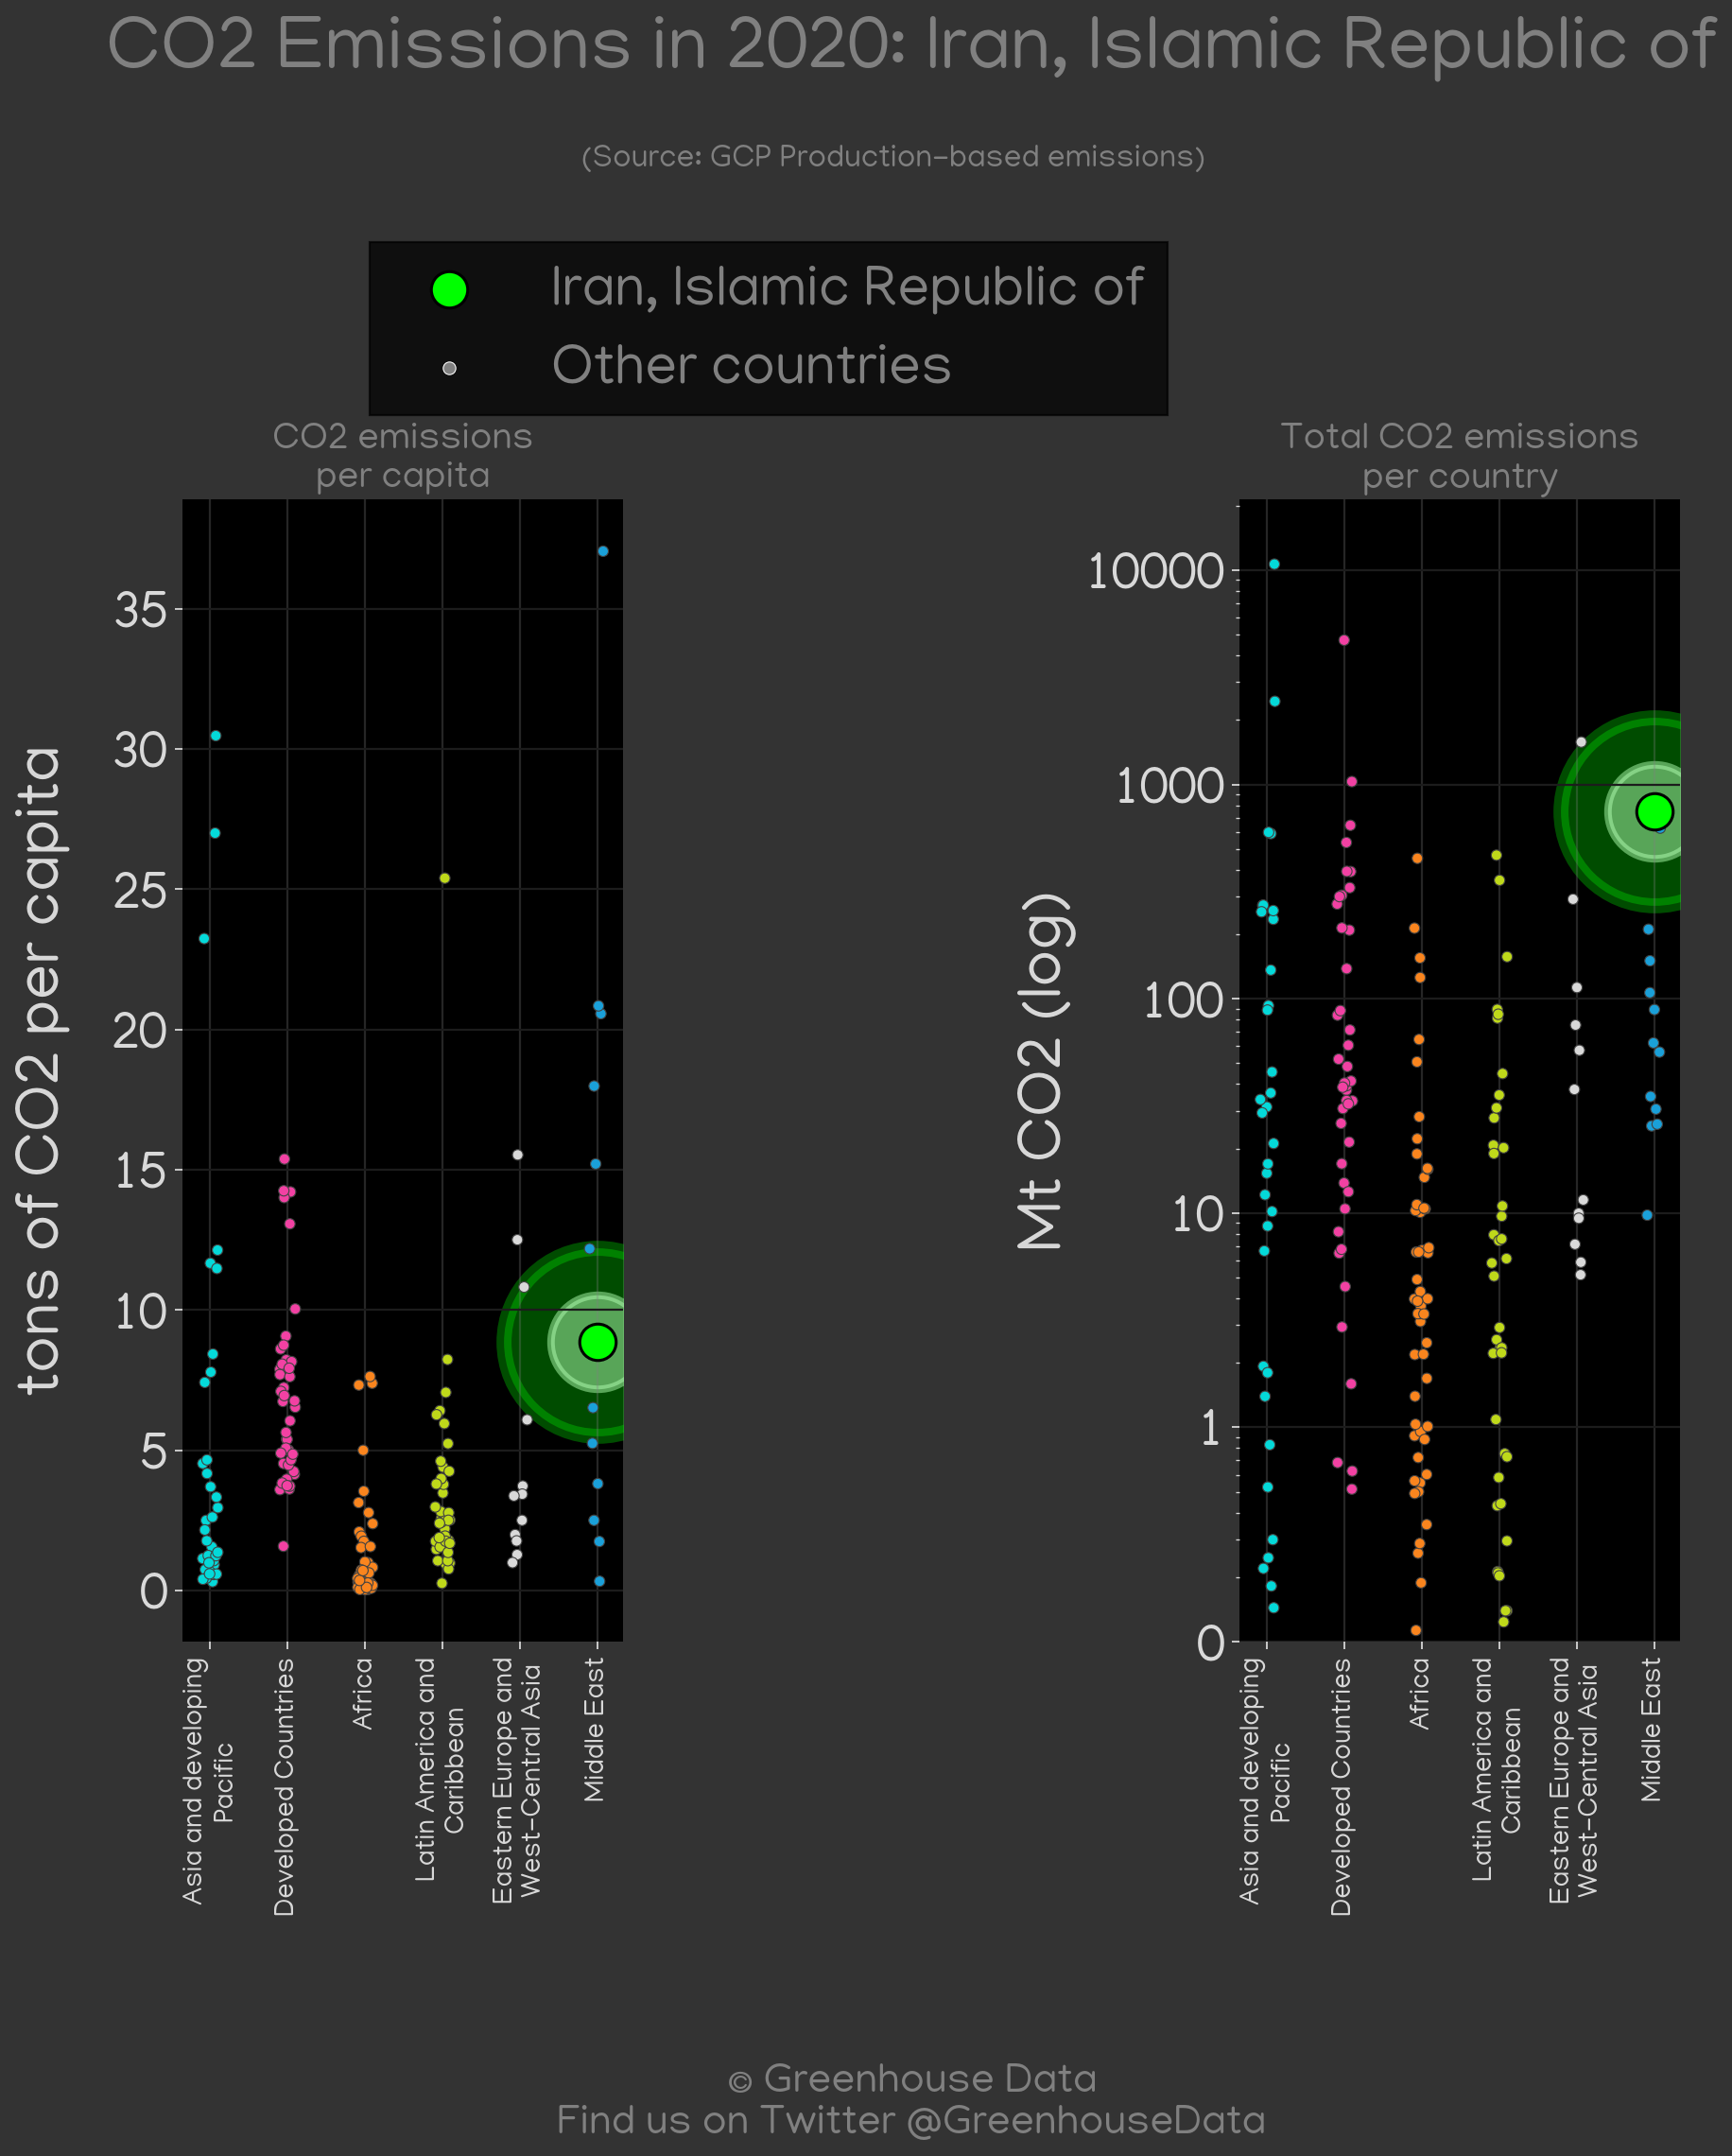 CO2 Emissions in 2020: Iran, Islamic Republic of
(Source: GCP Production-based emissions)
Iran, Islamic Republic of
Other countries
CO2 emissions
per capita
tons of CO2 per capita
35
30
25
20
15
10
5
0
Asia and developing
Pacific
Developed Countries
Africa
Latin America and
Caribbean
Eastern Europe and
West-Central Asia
Middle East
Total CO2 emissions
per country
Mt CO2 (log)
10000
1000
100
10
1
0
Asia and developing
Pacific
Developed Countries
Africa
Latin America and
Caribbean
Eastern Europe and
West-Central Asia
Middle East
© Greenhouse Data
Find us on Twitter @GreenhouseData